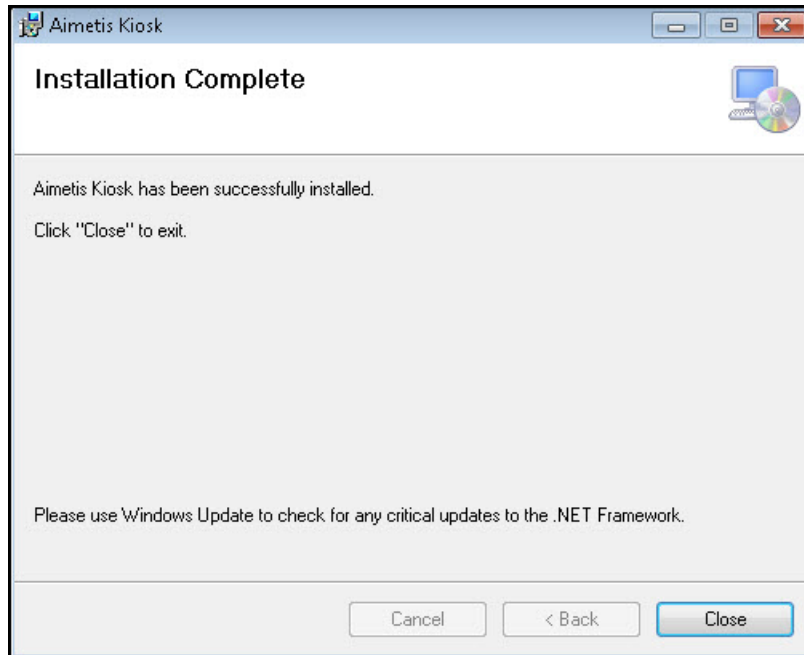 Aimetis Kiosk
Installation Complete
Aimetis Kiosk has been successfully installed.
Click "Close" to exit.
Please use Windows Update to check for any critical updates to the .NET Framework.
Cancel
< Back
Close